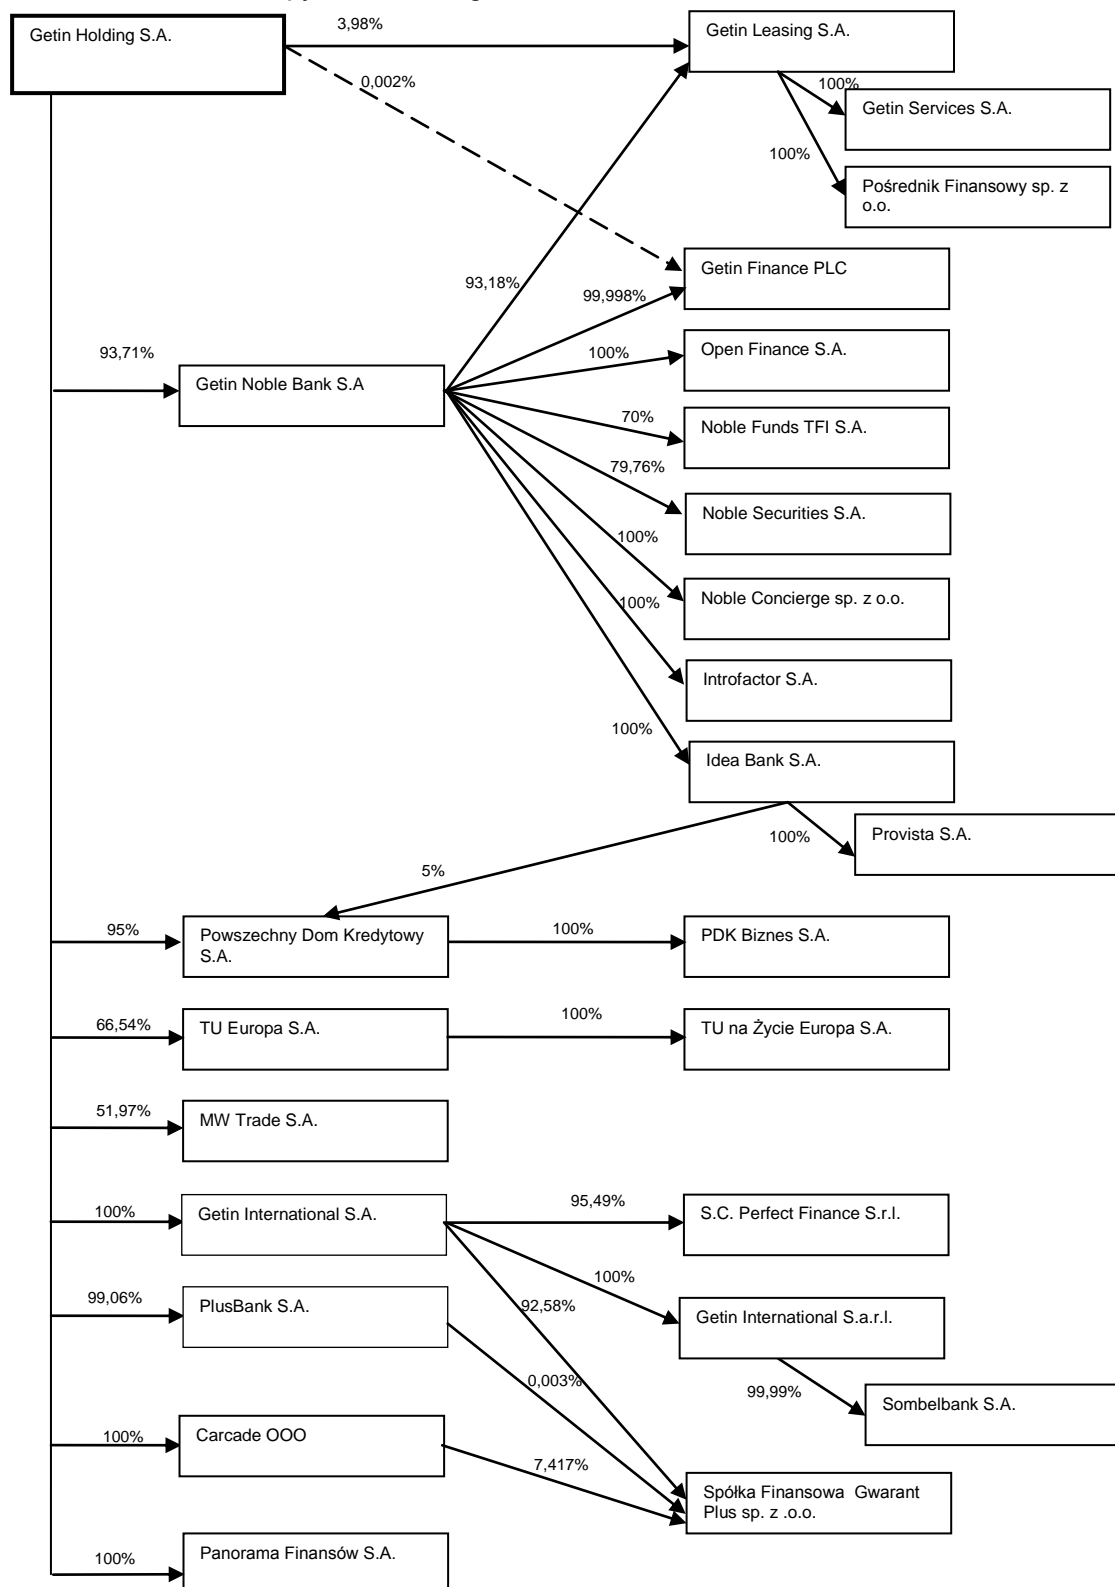 Getin Holding S.A.
3,98%
Getin Leasing S.A.
0,002%
100%
Getin Services S.A.
100%
Pośrednik Finansowy sp. z
o.o.
93,18%
Getin Finance PLC
99,998%
93,71%
Getin Noble Bank S.A
100%
Open Finance S.A.
70%
Noble Funds TFI S.A.
79,76%
Noble Securities S.A.
100%
Noble Concierge sp. z o.o.
100%
Introfactor S.A.
100%
Idea Bank S.A.
100%
Provista S.A.
5%
95%
Powszechny Dom Kredytowy
S.A.
100%
PDK Biznes S.A.
66,54%
TU Europa S.A.
100%
TU na Życie Europa S.A.
51,97%
MW Trade S.A.
100%
Getin International S.A.
95,49%
S.C. Perfect Finance S.r.l.
100%
Getin International S.a.r.l.
99,06%
PlusBank S.A.
92,58%
0,003%
99,99%
Sombelbank S.A.
100%
Carcade OOO
7,417%
Spółka Finansowa Gwarant
Plus sp. z .o.o.
100%
Panorama Finansów S.A.